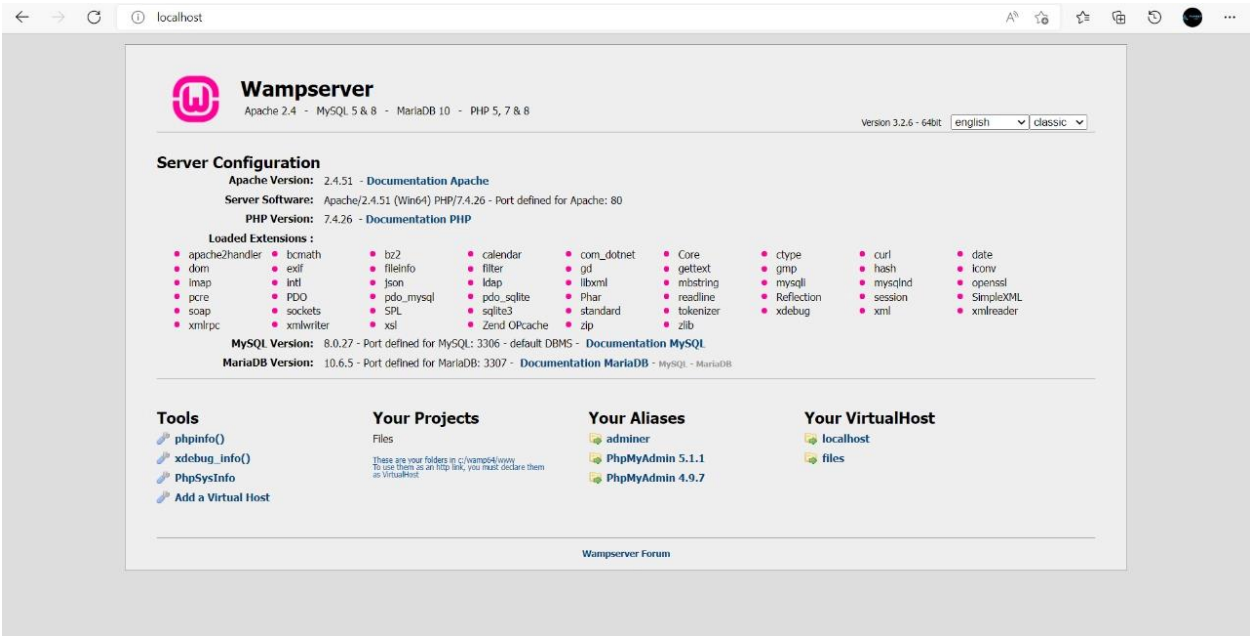 localhost
Wampserver
Apache 2.4 - MySQL 5 & 8 - MariaDB 10 - PHP 5, 7 & 8
Version 3.2.6 - 64bit english classic
Server Configuration
Apache Version: 2.4.51 - Documentation Apache
Server Software: Apache/2.4.51 (Win64) PHP/7.4.26 - Port defined for Apache: 80
PHP Version: 7.4.26 - Documentation PHP
Loaded Extensions :
apache2handler bcmath bz2 calendar com_dotnet Core ctype curl date
dom exif fileinfo filter gd gettext gmp hash iconv
imap intl json ldap libxml mbstring mysqli mysqlnd openssl
pcre PDO pdo_mysql pdo_sqlite Phar readline Reflection session SimpleXML
soap sockets SPL sqlite3 standard tokenizer xdebug xml xmlreader
xmlrpc xmlwriter xsl Zend OPcache zip zlib
MySQL Version: 8.0.27 - Port defined for MySQL: 3306 - default DBMS - Documentation MySQL
MariaDB Version: 10.6.5 - Port defined for MariaDB: 3307 - Documentation MariaDB - MySQL - MariaDB
Tools
phpinfo()
xdebug_info()
PhpSysInfo
Add a Virtual Host
Your Projects
Files
These are your folders in c:/wamp64/www
To use them as an http link, you must declare them
as VirtualHost
Your Aliases
adminer
PhpMyAdmin 5.1.1
PhpMyAdmin 4.9.7
Your VirtualHost
localhost
files
Wampserver Forum